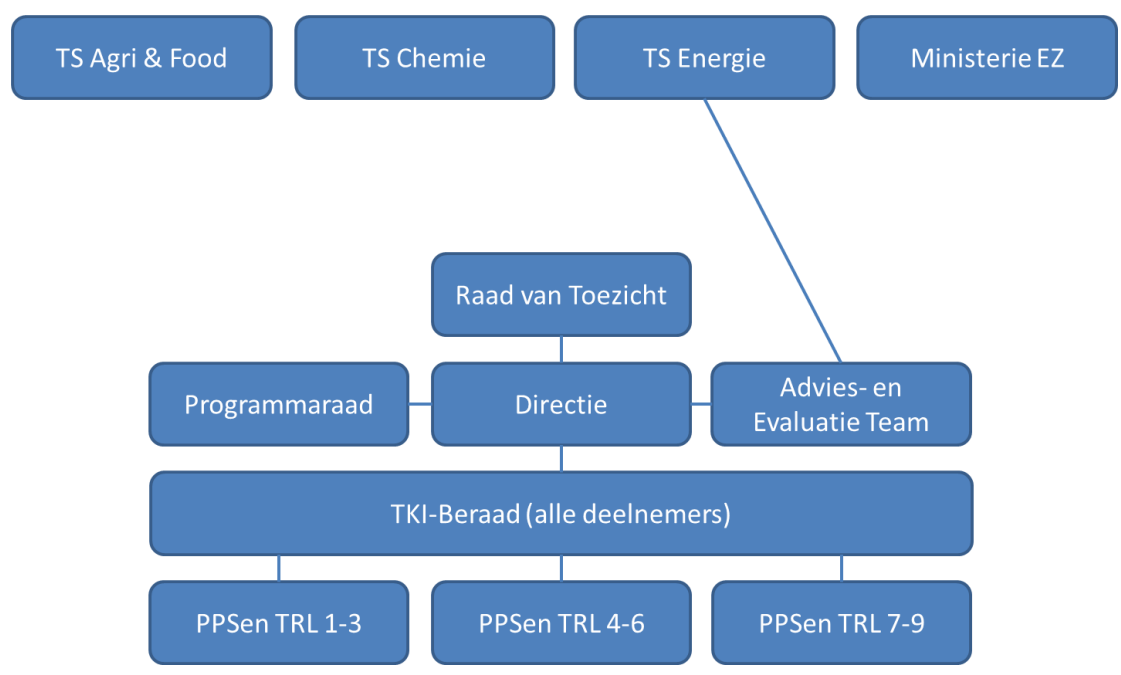 TS Agri & Food
TS Chemie
TS Energie
Ministerie EZ
Raad van Toezicht
Programmaraad
Directie
Advies- en
Evaluatie Team
TKI-Beraad (alle deelnemers)
PPSen TRL 1-3
PPSen TRL 4-6
PPSen TRL 7-9